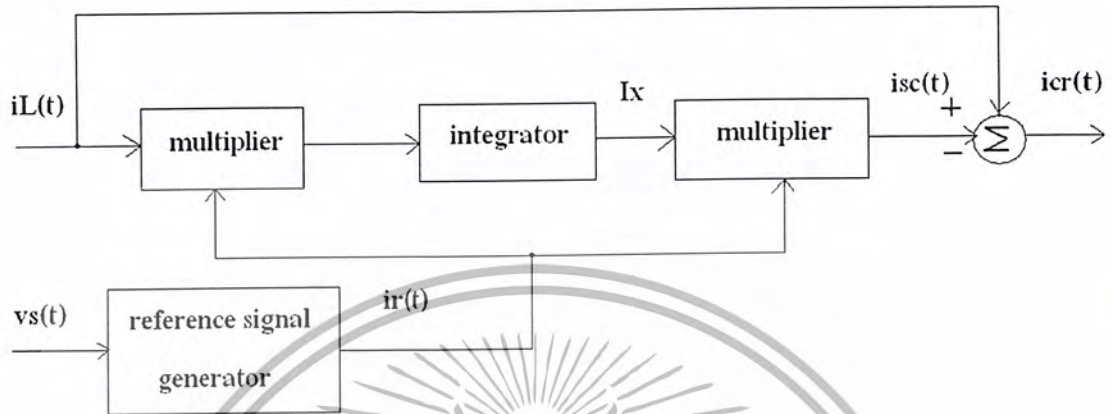 iL(t)
multiplier
integrator
Ix
multiplier
isc(t)
+
−
Σ
icr(t)
vs(t)
reference signal
generator
ir(t)